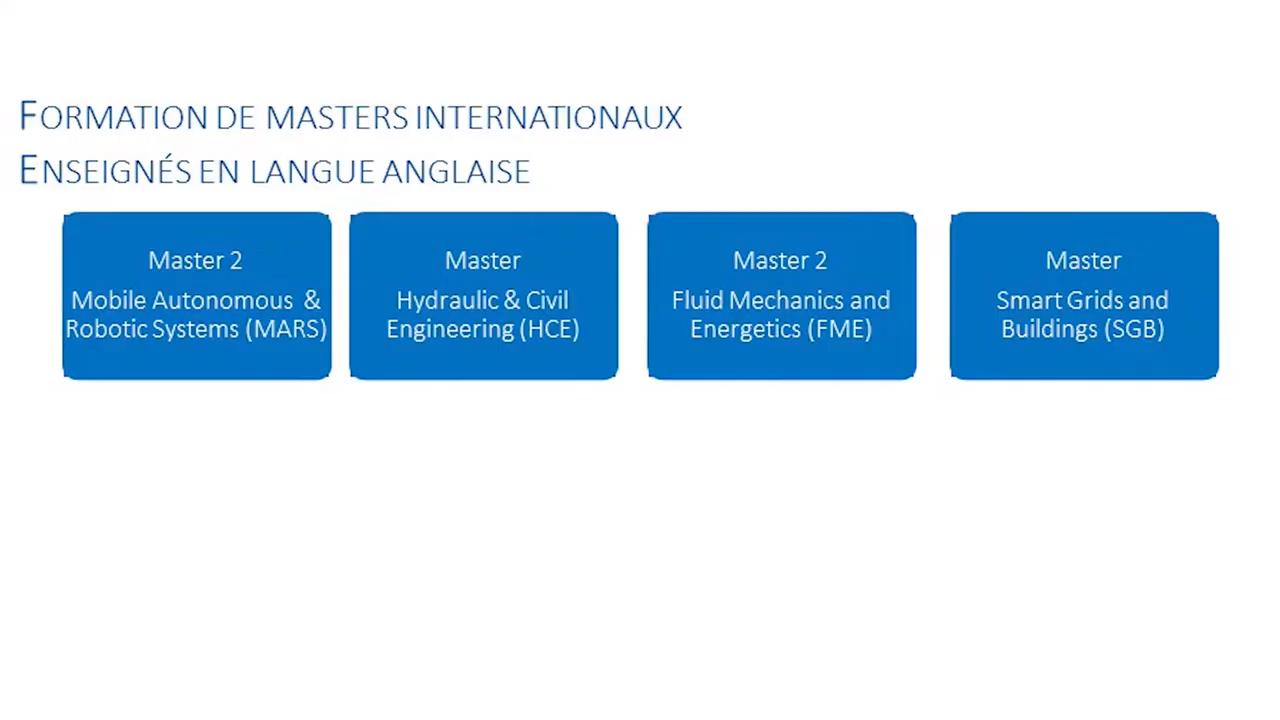 FORMATION DE MASTERS INTERNATIONAUX
ENSEIGNÉS EN LANGUE ANGLAISE
Master 2
Mobile Autonomous & 
Robotic Systems (MARS)
Master
Hydraulic & Civil
Engineering (HCE)
Master 2
Fluid Mechanics and
Energetics (FME)
Master
Smart Grids and
Buildings (SGB)